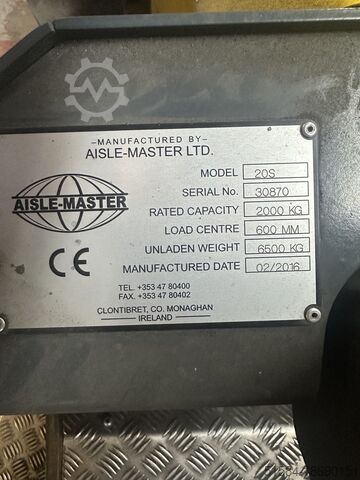 –MANUFACTURED BY–
AISLE-MASTER LTD.
AISLE-MASTER
CE
MODEL 20S
SERIAL No. 30870
RATED CAPACITY 2000 KG
LOAD CENTRE 600 MM
UNLADEN WEIGHT 6500 KG
MANUFACTURED DATE 02/2016
TEL. +353 47 80400
FAX. +353 47 80402
CLONTIBRET, CO. MONAGHAN
–IRELAND–